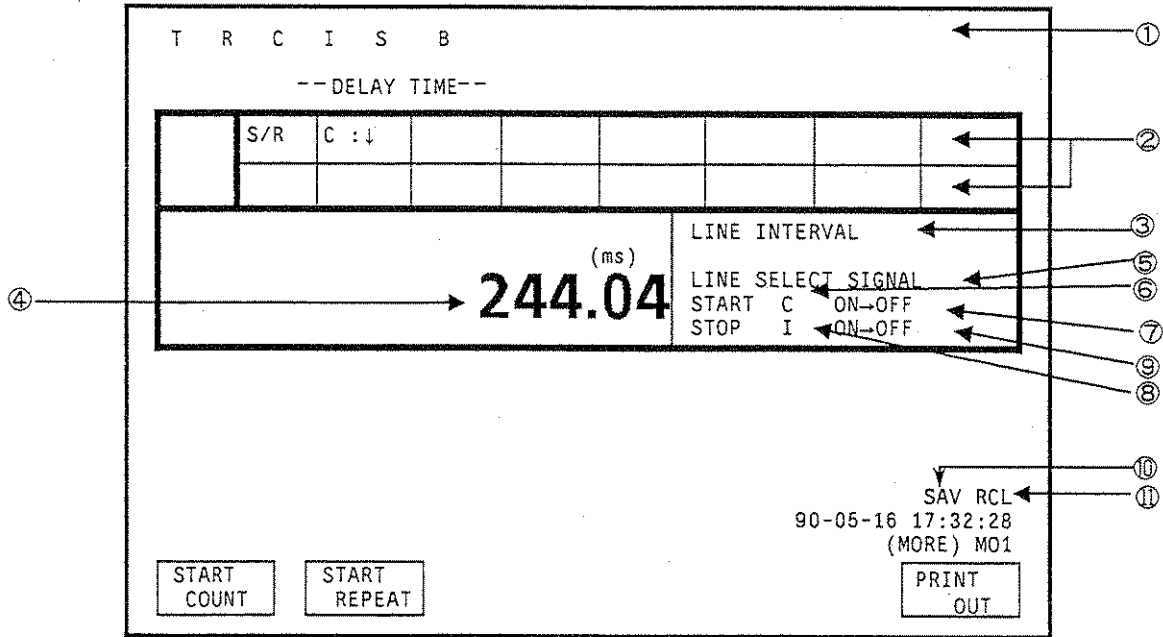 T R C I S B
①
--DELAY TIME--
S/R C :↓
②
LINE INTERVAL
③
(ms)
④
244.04
LINE SELECT SIGNAL
⑤
⑥
START C ON→OFF
⑦
STOP I ON→OFF
⑨
⑧
⑩
SAV RCL
⑪
90-05-16 17:32:28
(MORE) M01
START
COUNT
START
REPEAT
PRINT
OUT